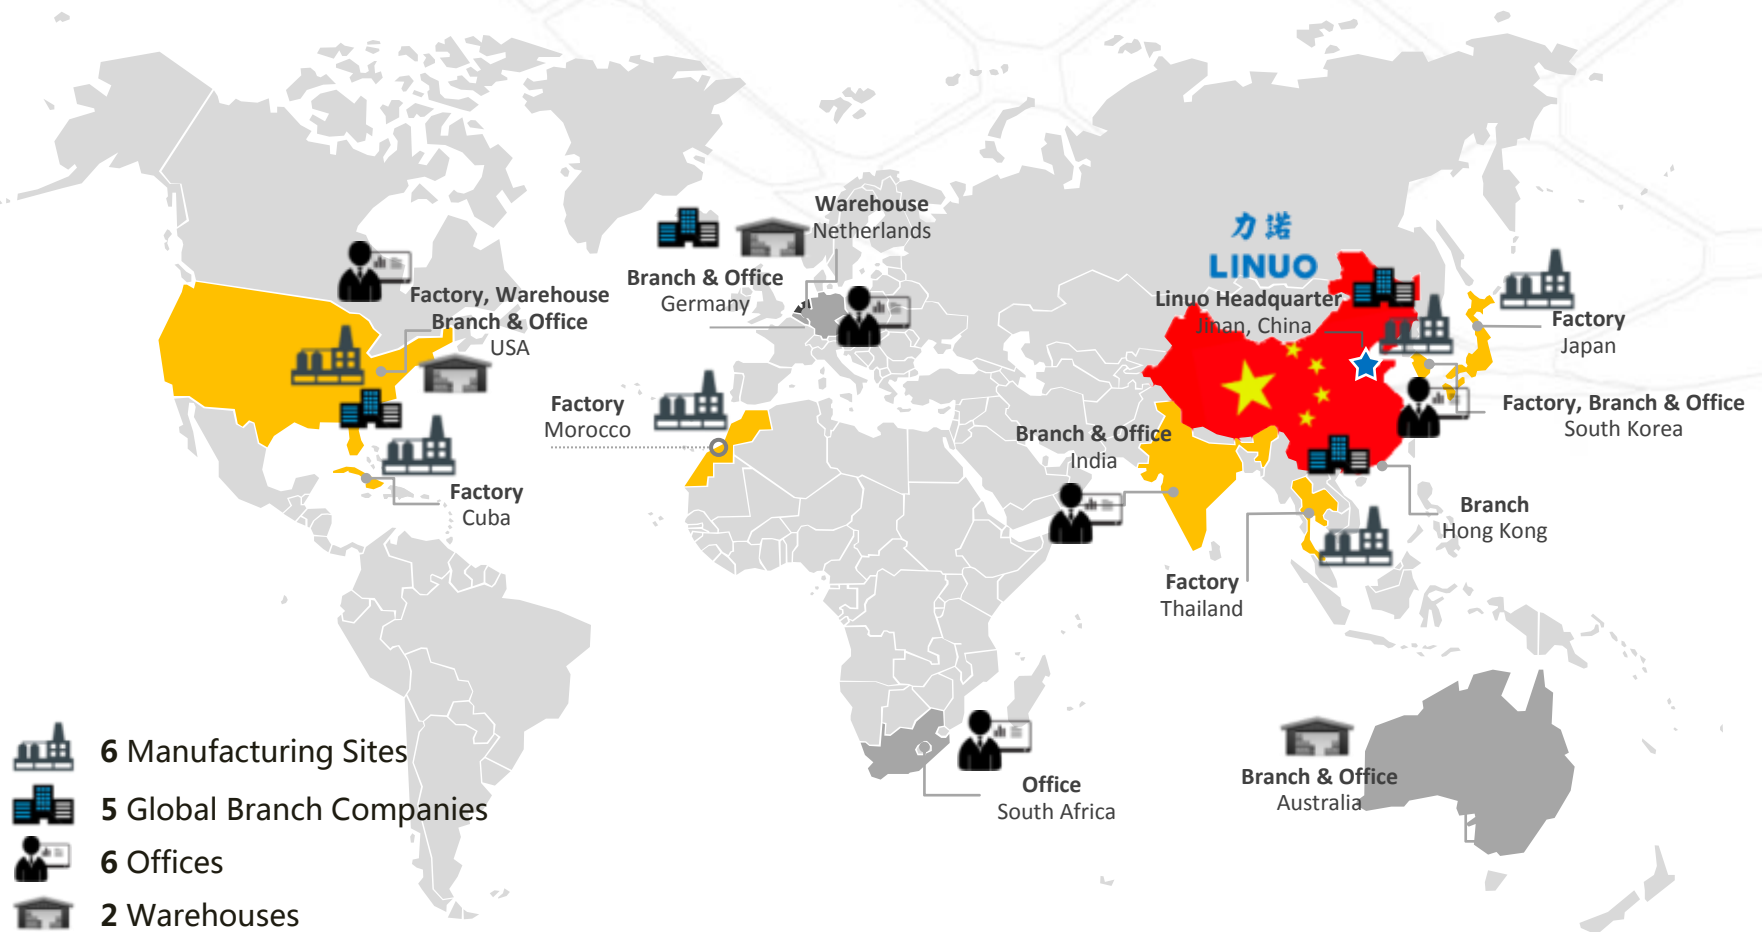 Warehouse
Netherlands
Branch & Office
Germany
Factory, Warehouse
Branch & Office
USA
力诺
LINUO
Linuo Headquarter
Jinan, China
Factory
Japan
Factory
Morocco
Factory, Branch & Office
South Korea
Branch & Office
India
Factory
Cuba
Branch
Hong Kong
Factory
Thailand
Branch & Office
Australia
Office
South Africa
6 Manufacturing Sites
5 Global Branch Companies
6 Offices
2 Warehouses